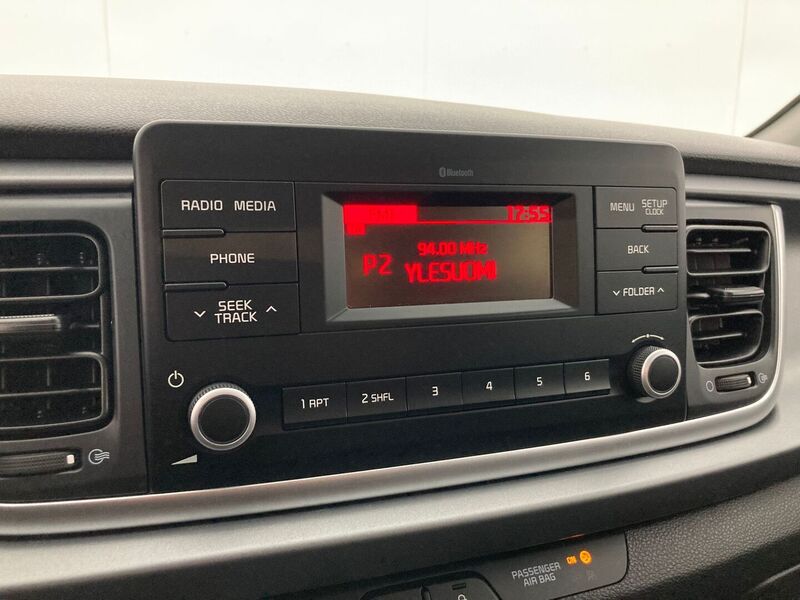 Bluetooth
RADIO MEDIA
PHONE
SEEK
TRACK
FM1
17:55
94.00 MHz
P2 YLESUOMI
MENU SETUP
CLOCK
BACK
FOLDER
1 RPT
2 SHFL
3
4
5
6
PASSENGER
AIR BAG
ON